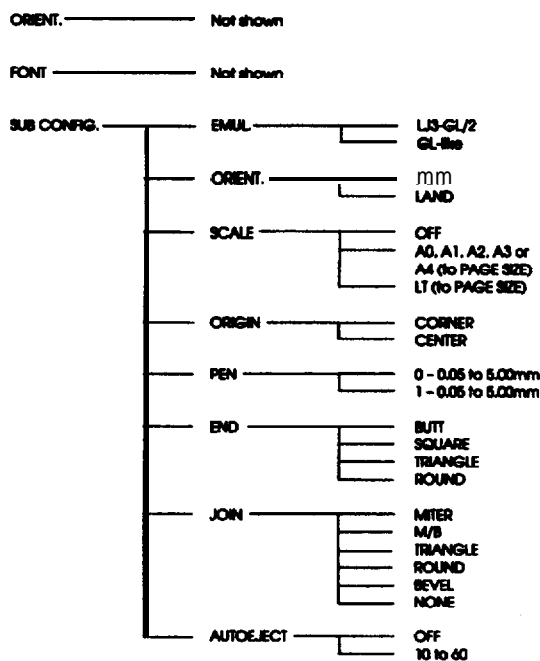 ORIENT. Not shown
FONT Not shown
SUB CONFIG. EMUL. LJ3-GL/2
GL-like
ORIENT. mm
LAND
SCALE OFF
A0, A1, A2, A3 or
A4 (to PAGE SIZE)
LT (to PAGE SIZE)
ORIGIN CORNER
CENTER
PEN 0 – 0.05 to 5.00mm
1 – 0.05 to 5.00mm
END BUTT
SQUARE
TRIANGLE
ROUND
JOIN MITER
M/B
TRIANGLE
ROUND
BEVEL
NONE
AUTOEJECT OFF
10 to 60